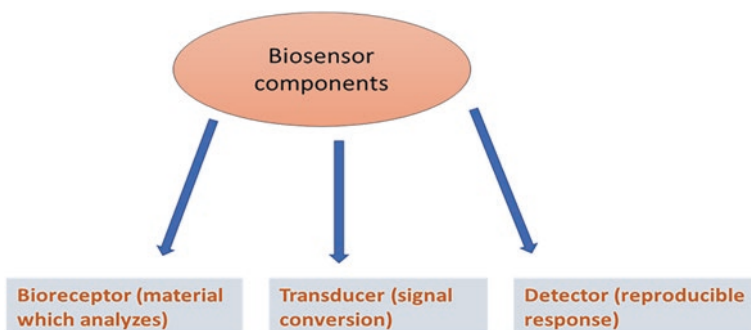 Biosensor
components
Bioreceptor (material
which analyzes)
Transducer (signal
conversion)
Detector (reproducible
response)